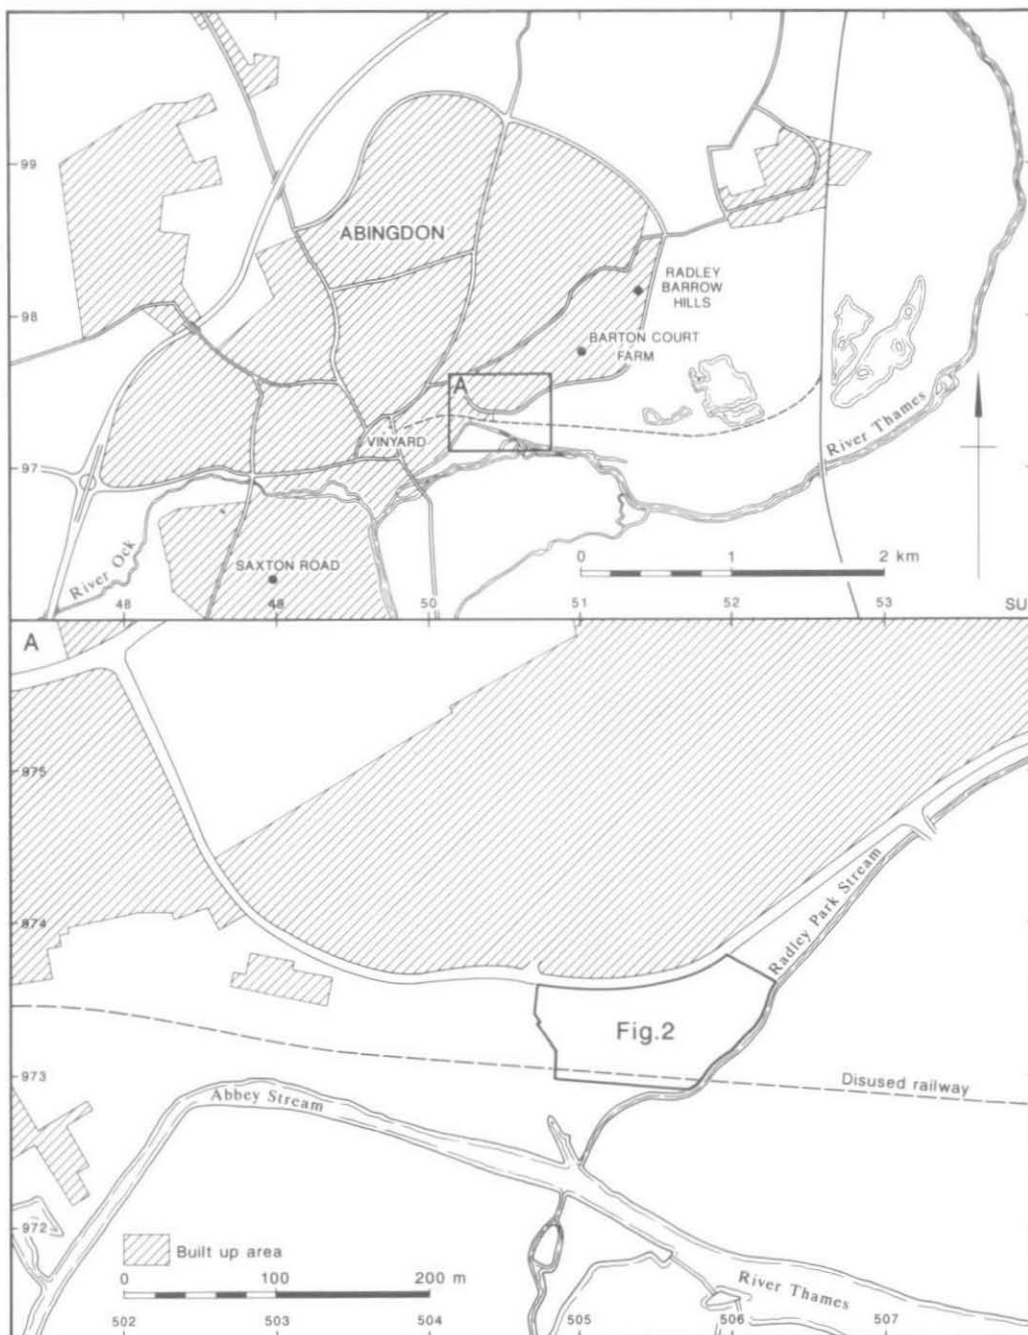 99
ABINGDON
RADLEY
BARROW
HILLS
98
BARTON COURT
FARM
A
VINYARD
River Thames
97
River Ock
SAXTON ROAD
0 1 2 km
48 49 50 51 52 53 SU
A
975
974
Radley Park Stream
Fig.2
973
Disused railway
Abbey Stream
972
Built up area
0 100 200 m
River Thames
502 503 504 505 506 507